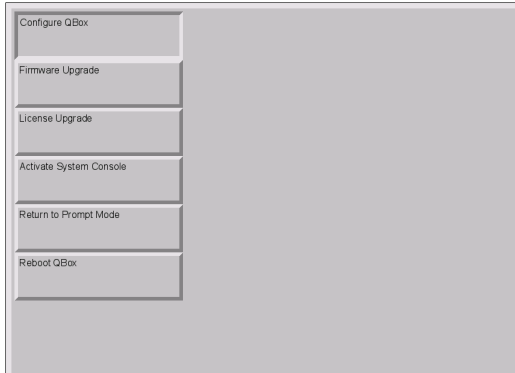 Configure QBox
Firmware Upgrade
License Upgrade
Activate System Console
Return to Prompt Mode
Reboot QBox